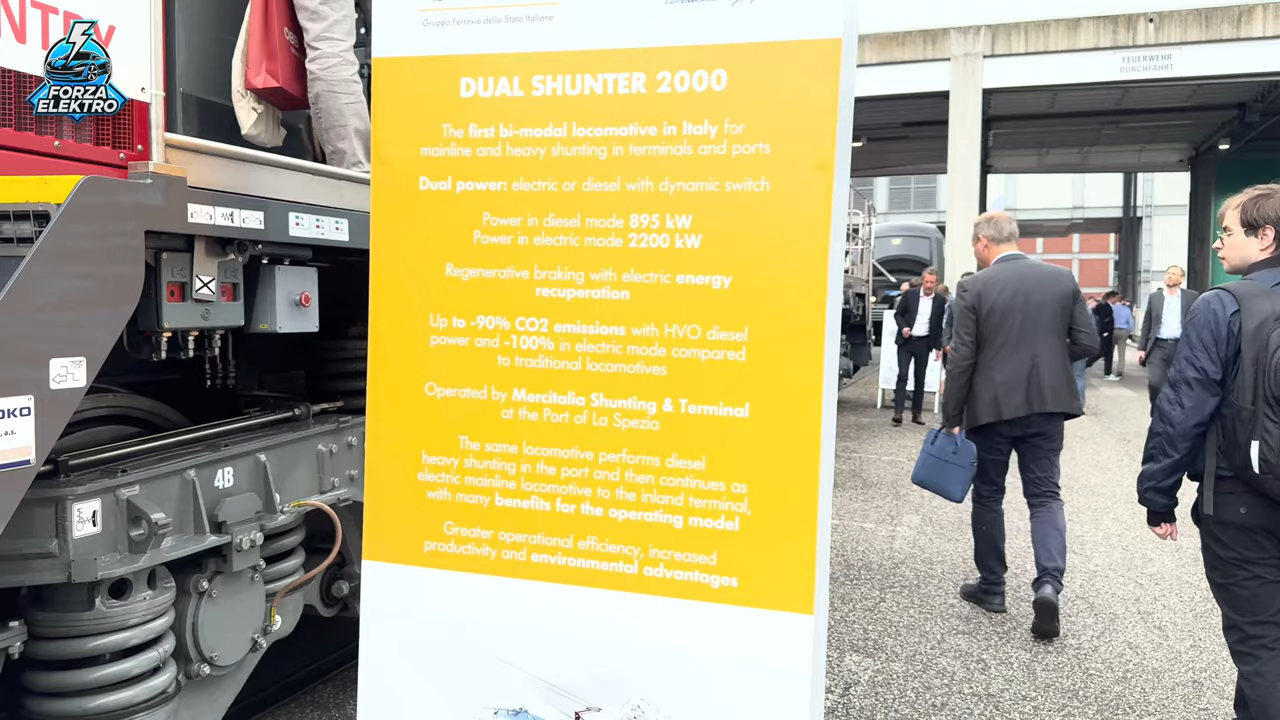 FORZA
ELEKTRO
Gruppo Ferrovie dello Stato Italiane
DUAL SHUNTER 2000
The first bi-modal locomotive in Italy for
mainline and heavy shunting in terminals and ports
Dual power: electric or diesel with dynamic switch
Power in diesel mode 895 kW
Power in electric mode 2200 kW
Regenerative braking with electric energy
recuperation
Up to -90% CO2 emissions with HVO diesel
power and -100% in electric mode compared
to traditional locomotives
Operated by Mercitalia Shunting & Terminal
at the Port of La Spezia
The same locomotive performs diesel
heavy shunting in the port and then continues as
electric mainline locomotive to the inland terminal,
with many benefits for the operating model
Greater operational efficiency, increased
productivity and environmental advantages
4B
FEUERWEHR
DURCHFAHRT